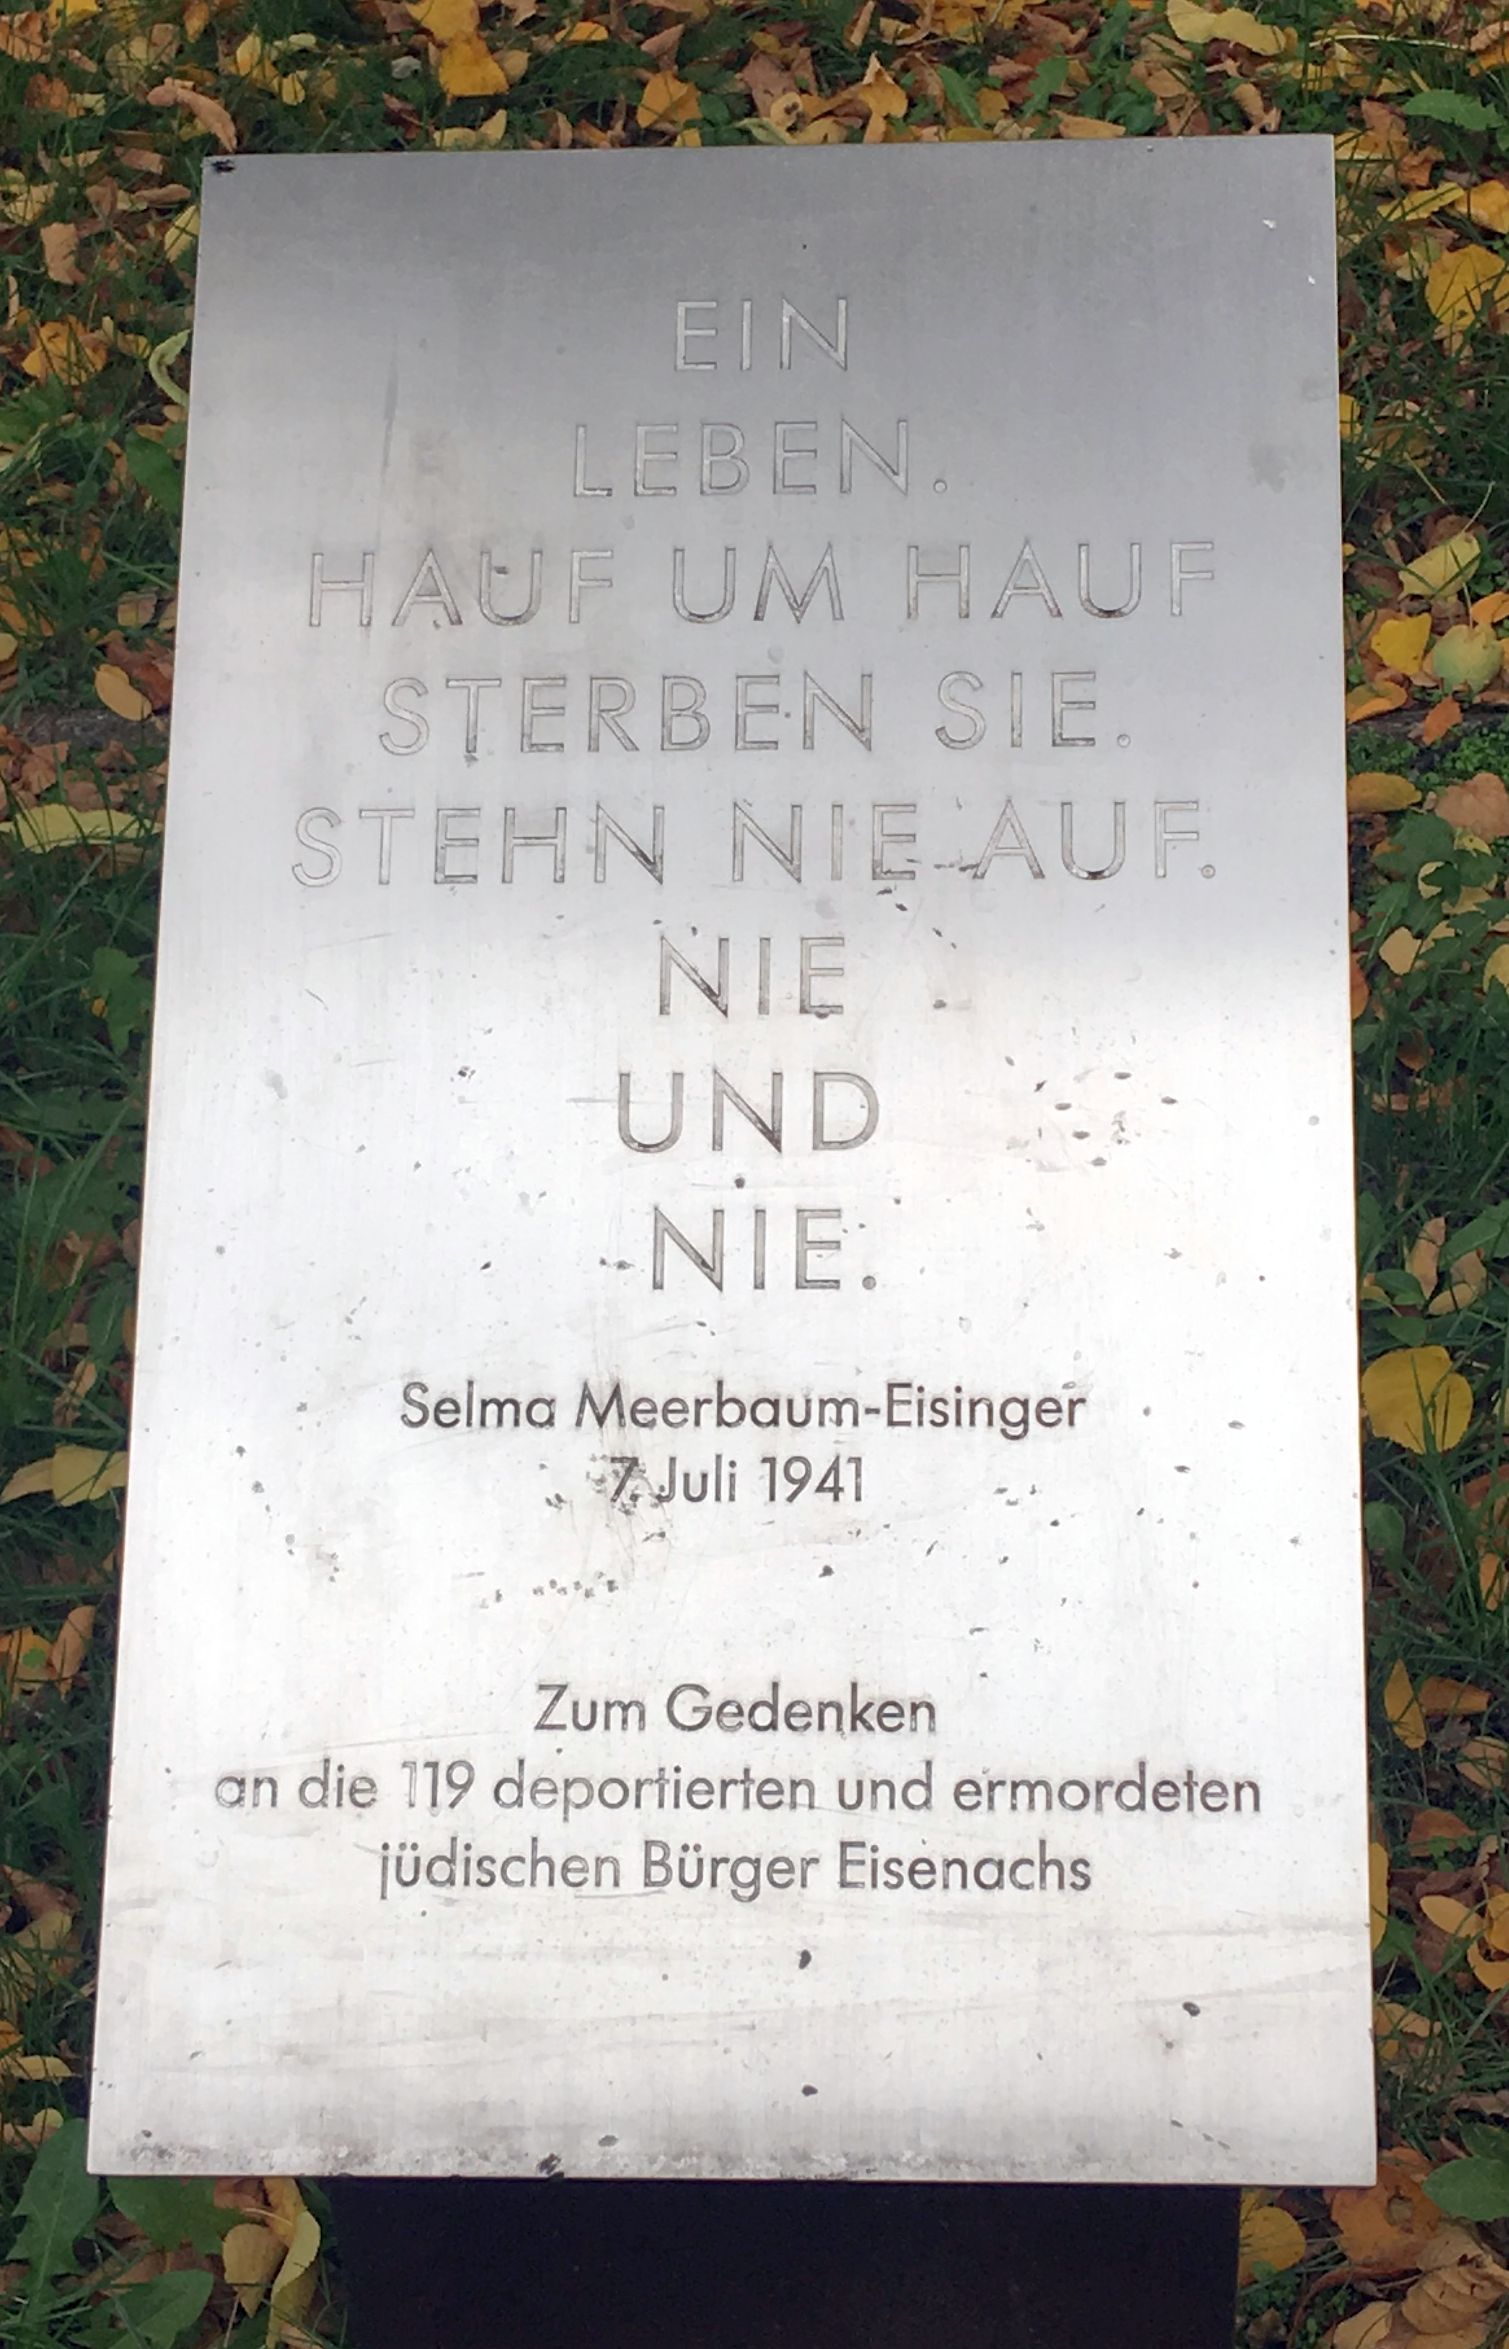 EIN
LEBEN.
HAUF UM HAUF
STERBEN SIE.
STEHN NIE AUF.
NIE
UND
NIE.
Selma Meerbaum-Eisinger
7. Juli 1941
Zum Gedenken
an die 119 deportierten und ermordeten
jüdischen Bürger Eisenachs